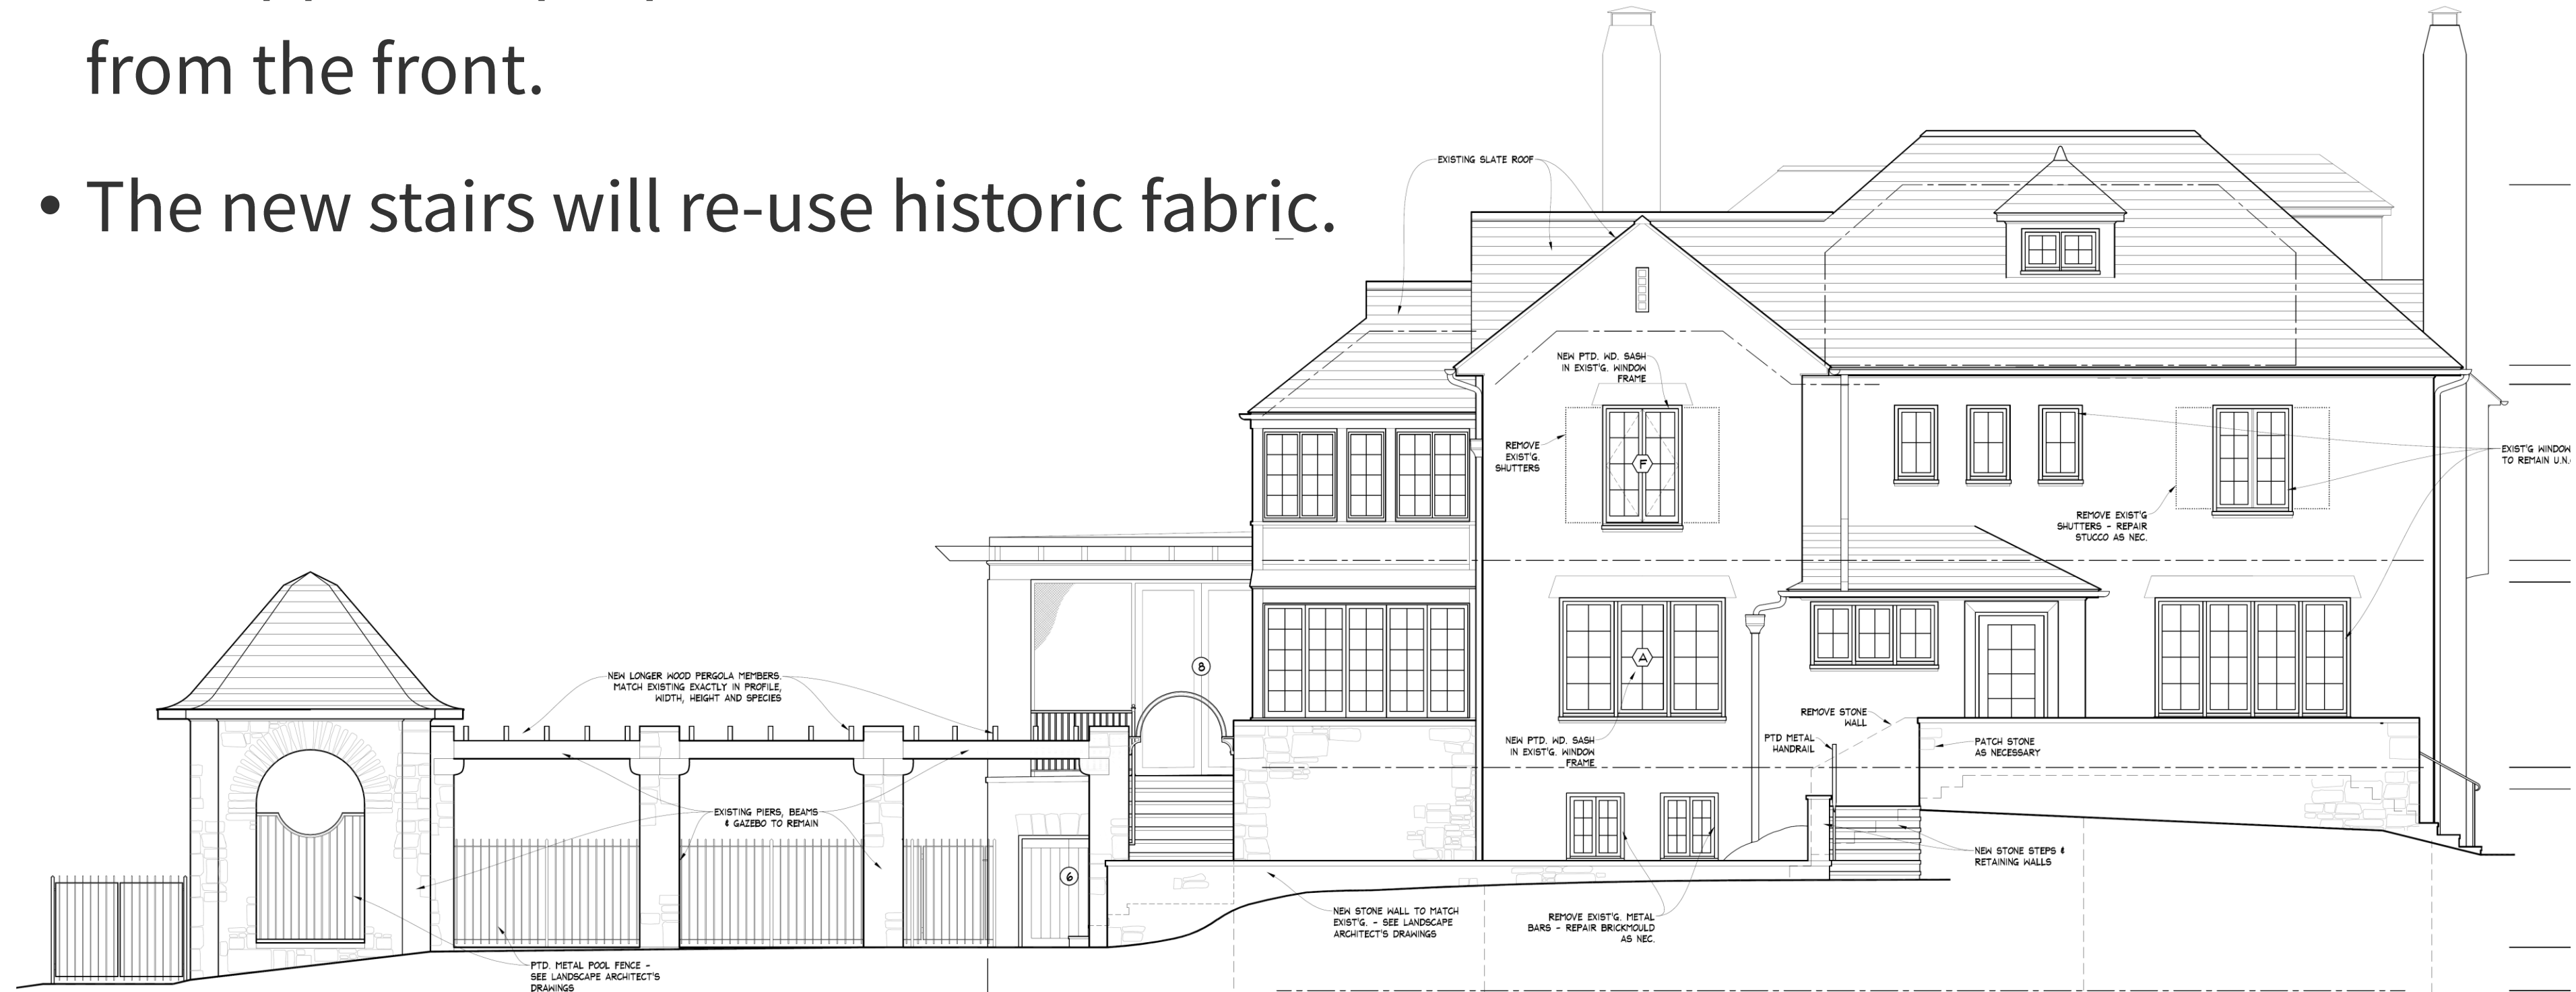 from the front.
• The new stairs will re-use historic fabric.
EXISTING SLATE ROOF
NEW PTD. WD. SASH
IN EXIST'G. WINDOW
FRAME
REMOVE
EXIST'G.
SHUTTERS
F
EXIST'G WINDOW
TO REMAIN U.N.
REMOVE EXIST'G
SHUTTERS - REPAIR
STUCCO AS NEC.
8
NEW LONGER WOOD PERGOLA MEMBERS.
MATCH EXISTING EXACTLY IN PROFILE,
WIDTH, HEIGHT AND SPECIES
A
REMOVE STONE
WALL
NEW PTD. WD. SASH
IN EXIST'G. WINDOW
FRAME
PTD METAL
HANDRAIL
PATCH STONE
AS NECESSARY
EXISTING PIERS, BEAMS
& GAZEBO TO REMAIN
6
NEW STONE STEPS &
RETAINING WALLS
NEW STONE WALL TO MATCH
EXIST'G. - SEE LANDSCAPE
ARCHITECT'S DRAWINGS
REMOVE EXIST'G. METAL
BARS - REPAIR BRICKMOULD
AS NEC.
PTD. METAL POOL FENCE -
SEE LANDSCAPE ARCHITECT'S
DRAWINGS